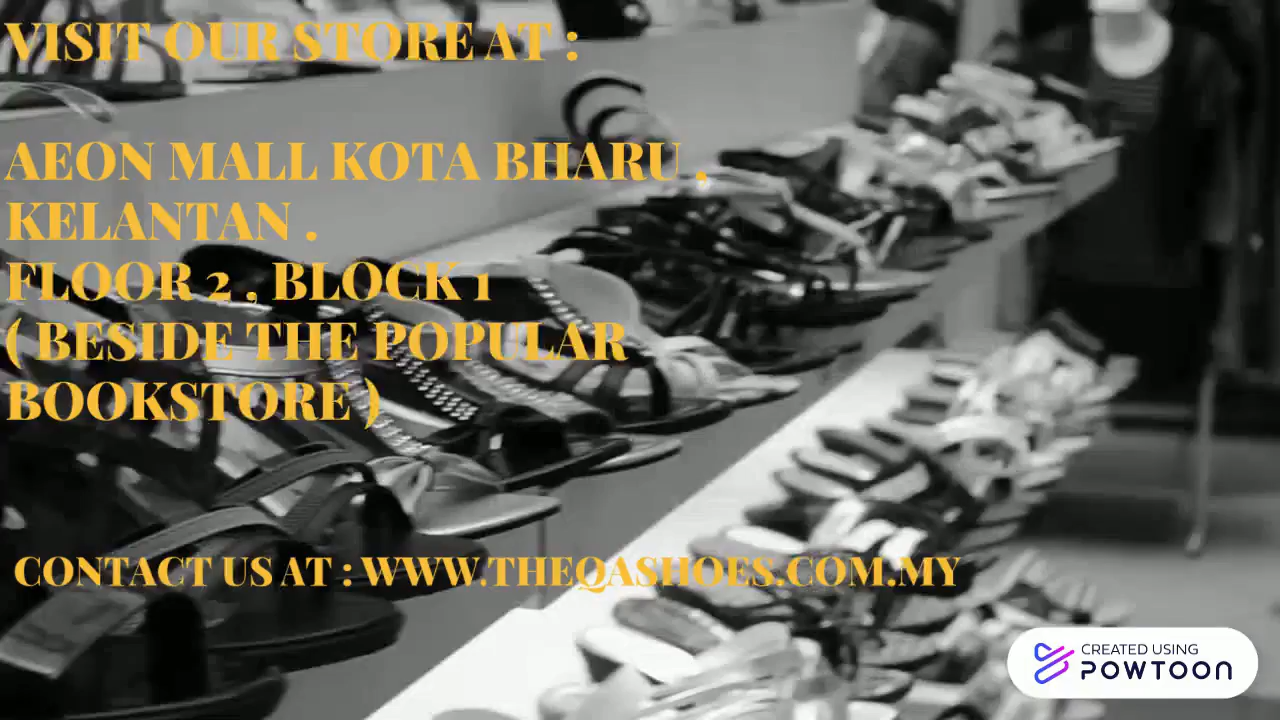 VISIT OUR STORE AT :
AEON MALL KOTA BHARU ,
KELANTAN .
FLOOR 2 , BLOCK 1
( BESIDE THE POPULAR
BOOKSTORE )
CONTACT US AT : WWW.THEQASHOES.COM.MY
CREATED USING
POWTOON